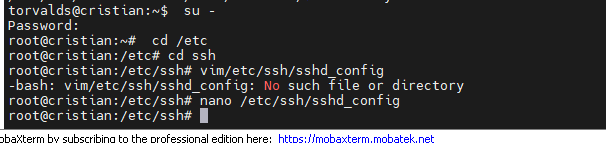 torvalds@cristian:~$  su -
Password:
root@cristian:~#  cd /etc
root@cristian:/etc# cd ssh
root@cristian:/etc/ssh# vim/etc/ssh/sshd_config
-bash: vim/etc/ssh/sshd_config: No such file or directory
root@cristian:/etc/ssh# nano /etc/ssh/sshd_config
root@cristian:/etc/ssh#
obaXterm by subscribing to the professional edition here:  https://mobaxterm.mobatek.net